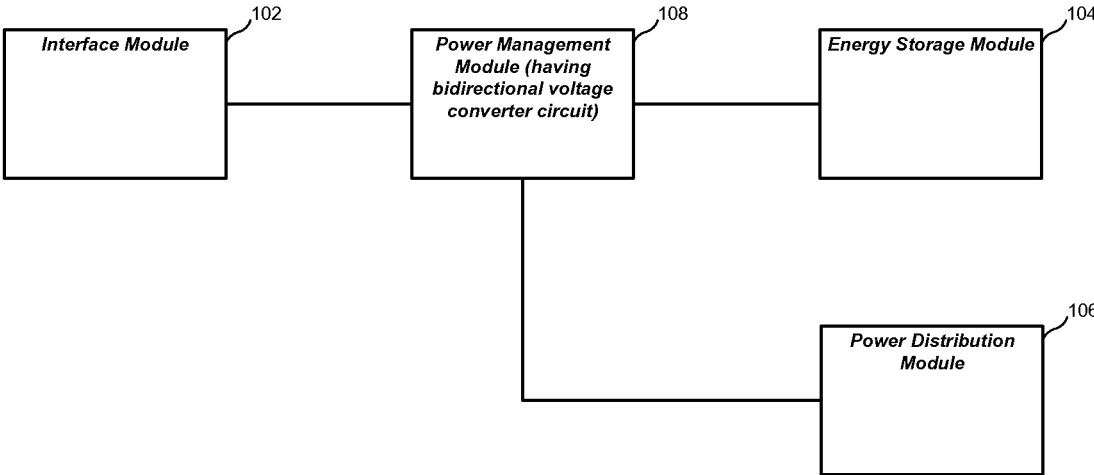 102
Interface Module
108
Power Management
Module (having
bidirectional voltage
converter circuit)
104
Energy Storage Module
106
Power Distribution
Module